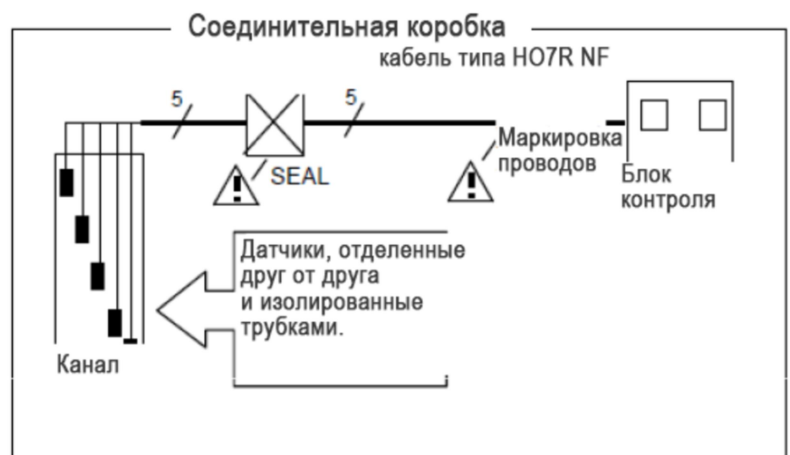 Соединительная коробка
кабель типа HO7R NF
5
5
SEAL
Маркировка
проводов
Блок
контроля
Датчики, отделенные
друг от друга
и изолированные
трубками.
Канал